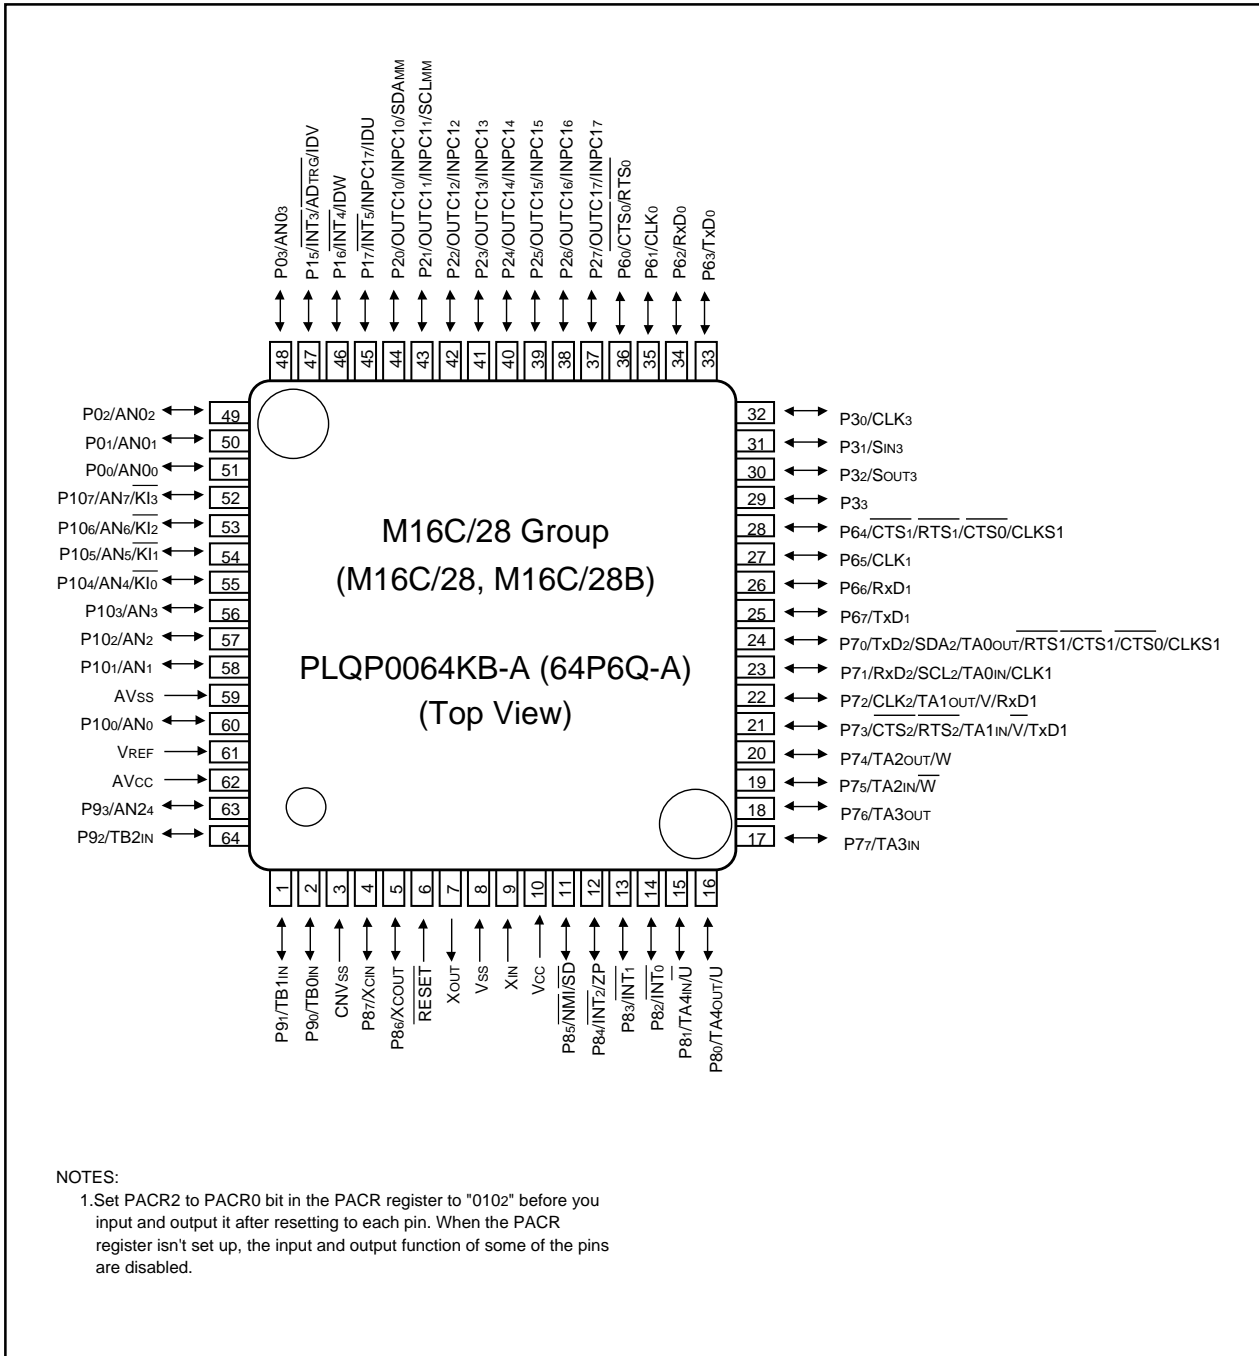 P03/AN03
P15/INT3/ADTRG/IDV
P16/INT4/IDW
P17/INT5/INPC17/IDU
P20/OUTC10/INPC10/SDAMM
P21/OUTC11/INPC11/SCLMM
P22/OUTC12/INPC12
P23/OUTC13/INPC13
P24/OUTC14/INPC14
P25/OUTC15/INPC15
P26/OUTC16/INPC16
P27/OUTC17/INPC17
P60/CTS0/RTS0
P61/CLK0
P62/RxD0
P63/TxD0
48 47 46 45 44 43 42 41 40 39 38 37 36 35 34 33
P02/AN02 49
P01/AN01 50
P00/AN00 51
P107/AN7/KI3 52
P106/AN6/KI2 53
P105/AN5/KI1 54
P104/AN4/KI0 55
P103/AN3 56
P102/AN2 57
P101/AN1 58
AVSS 59
P100/AN0 60
VREF 61
AVCC 62
P93/AN24 63
P92/TB2IN 64
M16C/28 Group
(M16C/28, M16C/28B)
PLQP0064KB-A (64P6Q-A)
(Top View)
32 P30/CLK3
31 P31/SIN3
30 P32/SOUT3
29 P33
28 P64/CTS1/RTS1/CTS0/CLKS1
27 P65/CLK1
26 P66/RxD1
25 P67/TxD1
24 P70/TxD2/SDA2/TA0OUT/RTS1/CTS1/CTS0/CLKS1
23 P71/RxD2/SCL2/TA0IN/CLK1
22 P72/CLK2/TA1OUT/V/RxD1
21 P73/CTS2/RTS2/TA1IN/V/TxD1
20 P74/TA2OUT/W
19 P75/TA2IN/W
18 P76/TA3OUT
17 P77/TA3IN
1 2 3 4 5 6 7 8 9 10 11 12 13 14 15 16
P91/TB1IN
P90/TB0IN
CNVSS
P87/XCIN
P86/XCOUT
RESET
XOUT
VSS
XIN
VCC
P85/NMI/SD
P84/INT2/ZP
P83/INT1
P82/INT0
P81/TA4IN/U
P80/TA4OUT/U
NOTES:
1.Set PACR2 to PACR0 bit in the PACR register to "0102" before you
input and output it after resetting to each pin. When the PACR
register isn't set up, the input and output function of some of the pins
are disabled.